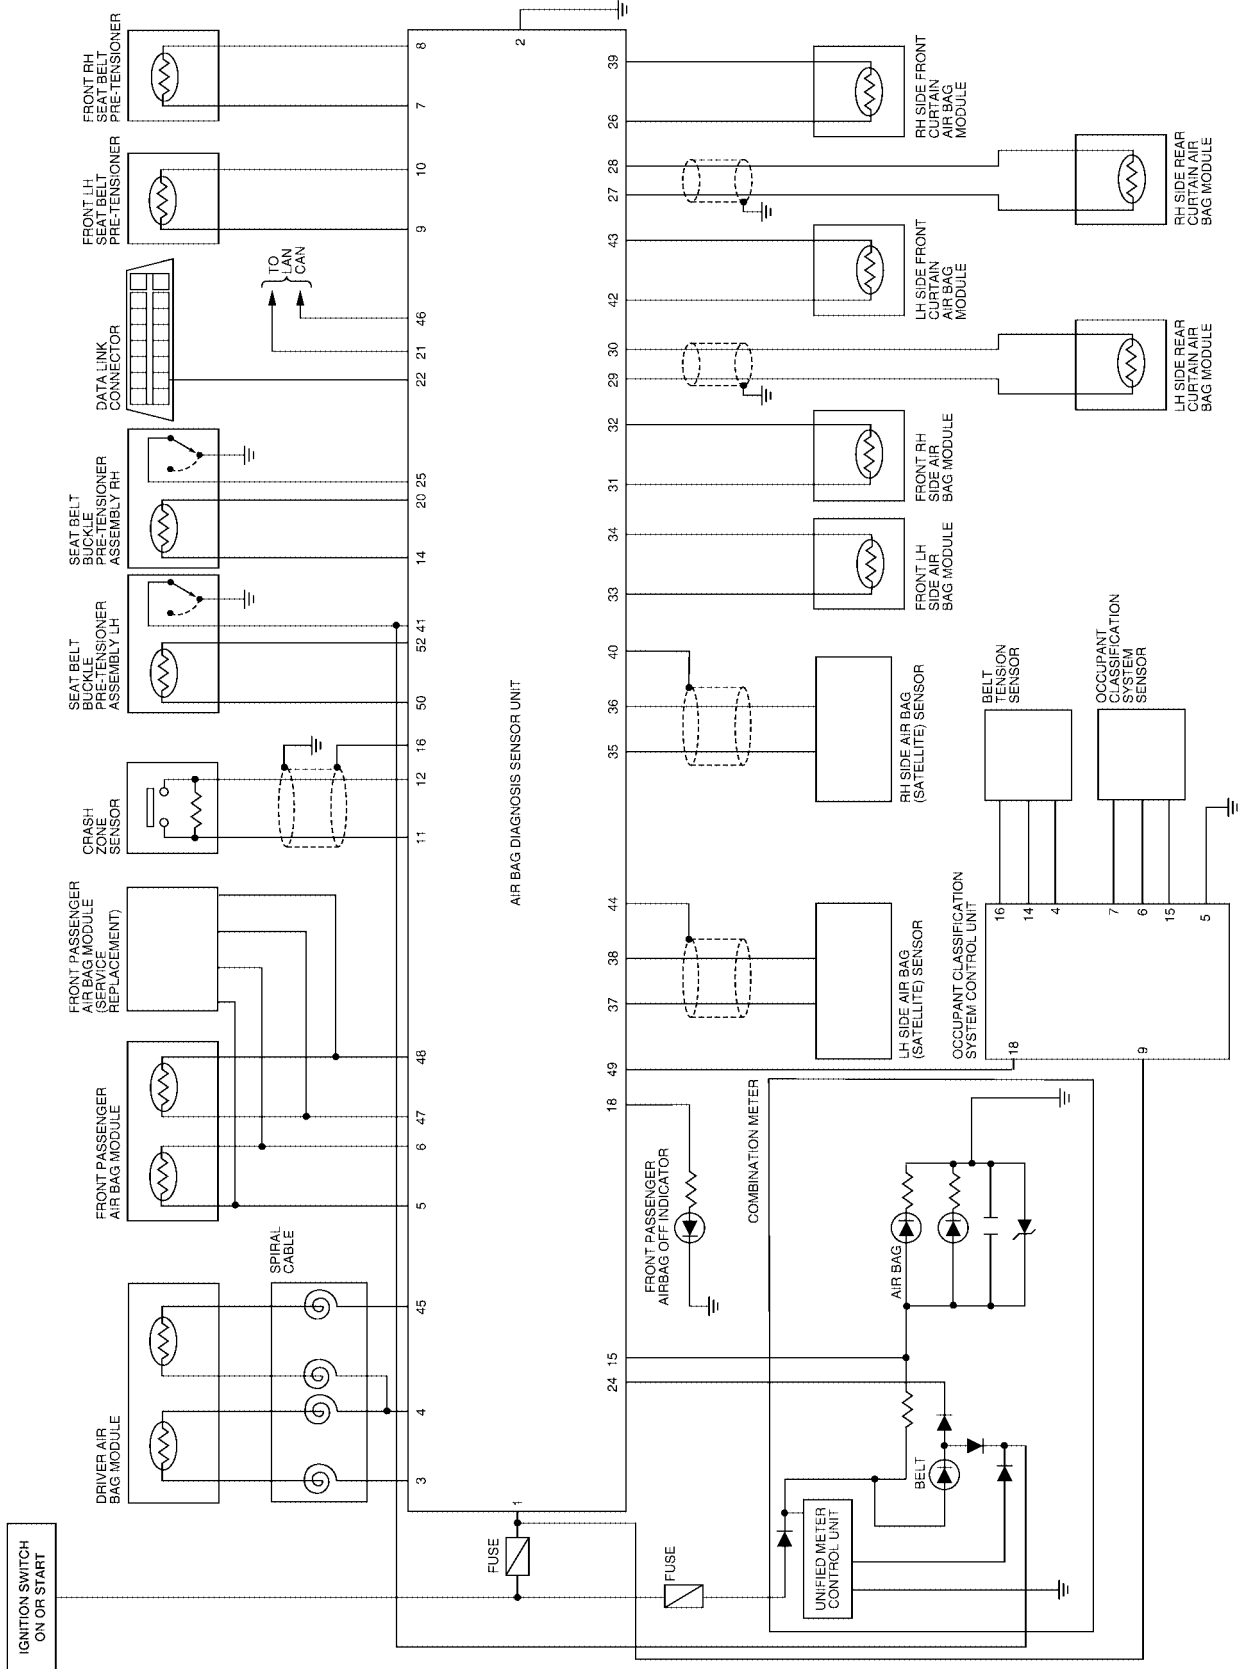 IGNITION SWITCH
ON OR START
FUSE
FUSE
DRIVER AIR
BAG MODULE
SPIRAL
CABLE
3
4
45
FRONT PASSENGER
AIR BAG MODULE
5
6
47
48
FRONT PASSENGER
AIR BAG MODULE
(SERVICE
REPLACEMENT)
CRASH
ZONE
SENSOR
11
12
16
SEAT BELT
BUCKLE
PRE-TENSIONER
ASSEMBLY LH
50
52
41
SEAT BELT
BUCKLE
PRE-TENSIONER
ASSEMBLY RH
14
20
25
DATA LINK
CONNECTOR
22
21
46
TO
LAN
CAN
FRONT LH
SEAT BELT
PRE-TENSIONER
9
10
FRONT RH
SEAT BELT
PRE-TENSIONER
7
8
1
AIR BAG DIAGNOSIS SENSOR UNIT
2
24
15
18
49
37
38
44
35
36
40
33
34
31
32
29
30
42
43
27
28
26
39
FRONT PASSENGER
AIRBAG OFF INDICATOR
LH SIDE AIR BAG
(SATELLITE) SENSOR
RH SIDE AIR BAG
(SATELLITE) SENSOR
FRONT LH
SIDE AIR
BAG MODULE
FRONT RH
SIDE AIR
BAG MODULE
LH SIDE REAR
CURTAIN AIR
BAG MODULE
LH SIDE FRONT
CURTAIN
AIR BAG
MODULE
RH SIDE REAR
CURTAIN AIR
BAG MODULE
RH SIDE FRONT
CURTAIN
AIR BAG
MODULE
COMBINATION METER
UNIFIED METER
CONTROL UNIT
BELT
AIR BAG
OCCUPANT CLASSIFICATION
SYSTEM CONTROL UNIT
18
9
16
14
4
7
6
15
5
BELT
TENSION
SENSOR
OCCUPANT
CLASSIFICATION
SYSTEM
SENSOR